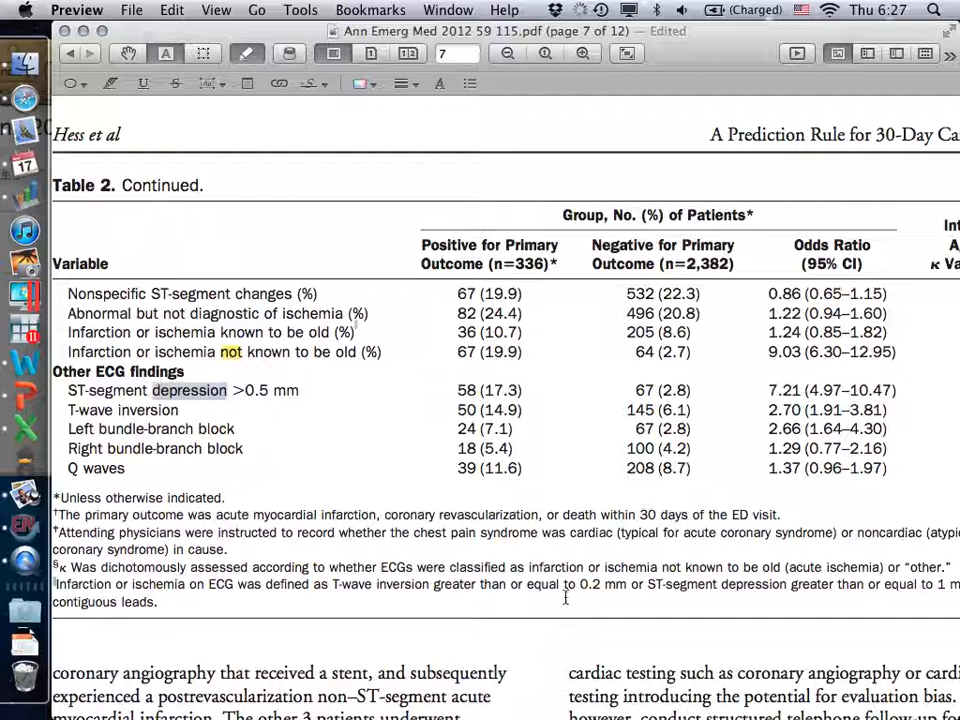 Preview File Edit View Go Tools Bookmarks Window Help (Charged) Thu 6:27
Ann Emerg Med 2012 59 115.pdf (page 7 of 12) — Edited
7
Hess et al
A Prediction Rule for 30-Day
Table 2. Continued.
Group, No. (%) of Patients*
Variable
Positive for Primary Outcome (n=336)*
Negative for Primary Outcome (n=2,382)
Odds Ratio (95% CI)
κ
Nonspecific ST-segment changes (%) 67 (19.9) 532 (22.3) 0.86 (0.65–1.15)
Abnormal but not diagnostic of ischemia (%) 82 (24.4) 496 (20.8) 1.22 (0.94–1.60)
Infarction or ischemia known to be old (%)‖ 36 (10.7) 205 (8.6) 1.24 (0.85–1.82)
Infarction or ischemia not known to be old (%) 67 (19.9) 64 (2.7) 9.03 (6.30–12.95)
Other ECG findings
ST-segment depression >0.5 mm 58 (17.3) 67 (2.8) 7.21 (4.97–10.47)
T-wave inversion 50 (14.9) 145 (6.1) 2.70 (1.91–3.81)
Left bundle-branch block 24 (7.1) 67 (2.8) 2.66 (1.64–4.30)
Right bundle-branch block 18 (5.4) 100 (4.2) 1.29 (0.77–2.16)
Q waves 39 (11.6) 208 (8.7) 1.37 (0.96–1.97)
*Unless otherwise indicated.
†The primary outcome was acute myocardial infarction, coronary revascularization, or death within 30 days of the ED visit.
†Attending physicians were instructed to record whether the chest pain syndrome was cardiac (typical for acute coronary syndrome) or noncardiac
coronary syndrome) in cause.
§κ Was dichotomously assessed according to whether ECGs were classified as infarction or ischemia not known to be old (acute ischemia) or “other.”
‖Infarction or ischemia on ECG was defined as T-wave inversion greater than or equal to 0.2 mm or ST-segment depression greater than or equal to 1
contiguous leads.
coronary angiography that received a stent, and subsequently
experienced a postrevascularization non–ST-segment acute
myocardial infarction. The other 3 patients underwent
cardiac testing such as coronary angiography or
testing introducing the potential for evaluation bias.
however, conduct structured telephone follow-up
17
11